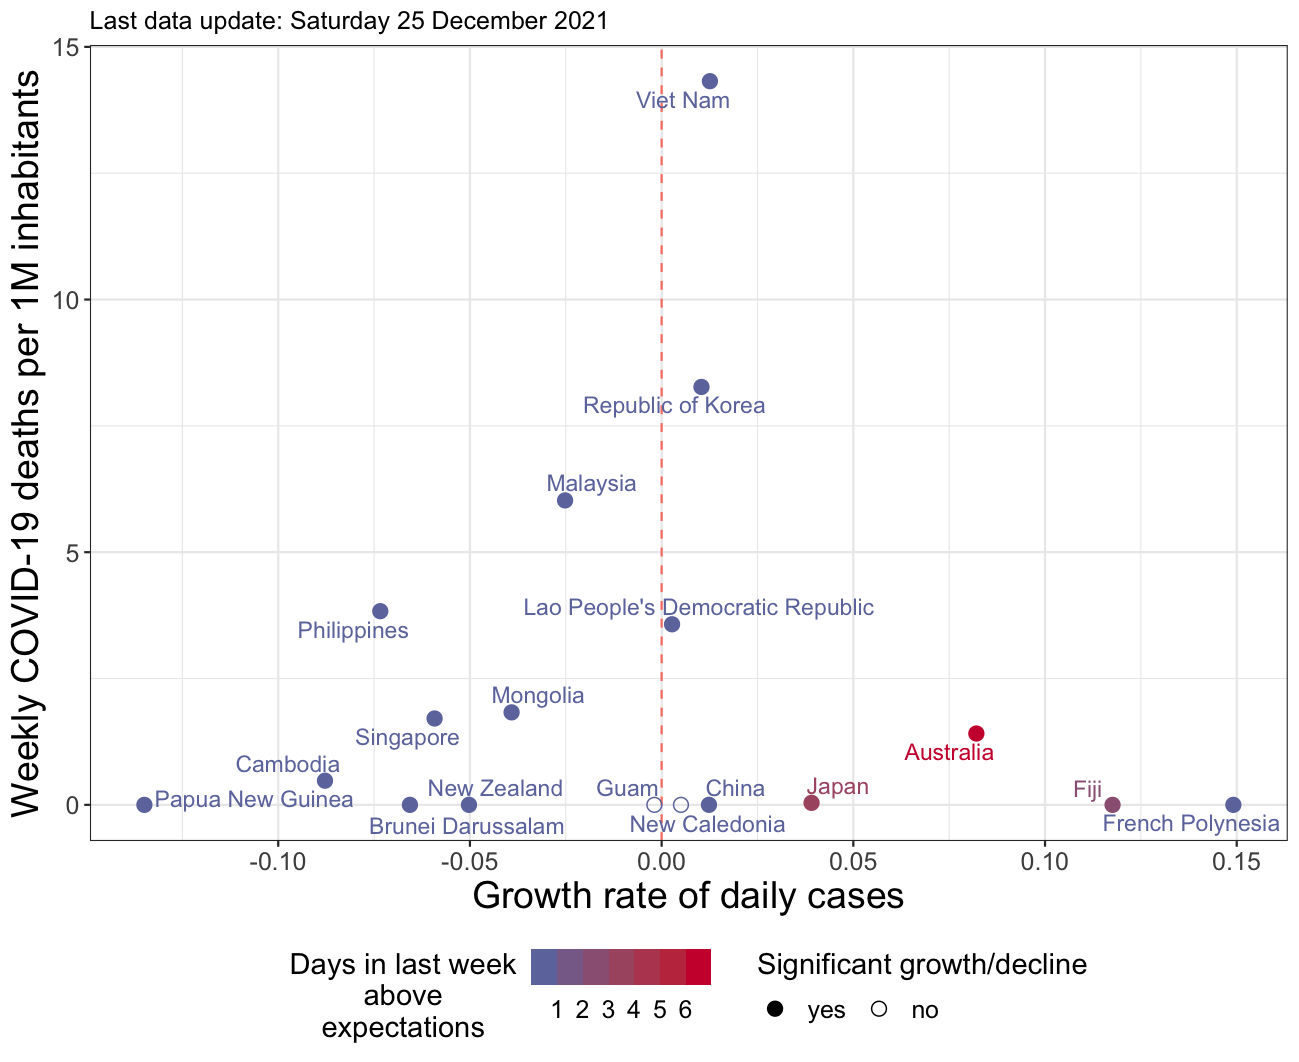 Last data update: Saturday 25 December 2021
Weekly COVID-19 deaths per 1M inhabitants
15
10
5
0
Viet Nam
Republic of Korea
Malaysia
Lao People's Democratic Republic
Philippines
Mongolia
Singapore
Australia
Cambodia
Papua New Guinea
New Zealand
Guam
China
Japan
Fiji
Brunei Darussalam
New Caledonia
French Polynesia
-0.10 -0.05 0.00 0.05 0.10 0.15
Growth rate of daily cases
Days in last week
above
expectations
1 2 3 4 5 6
Significant growth/decline
yes no